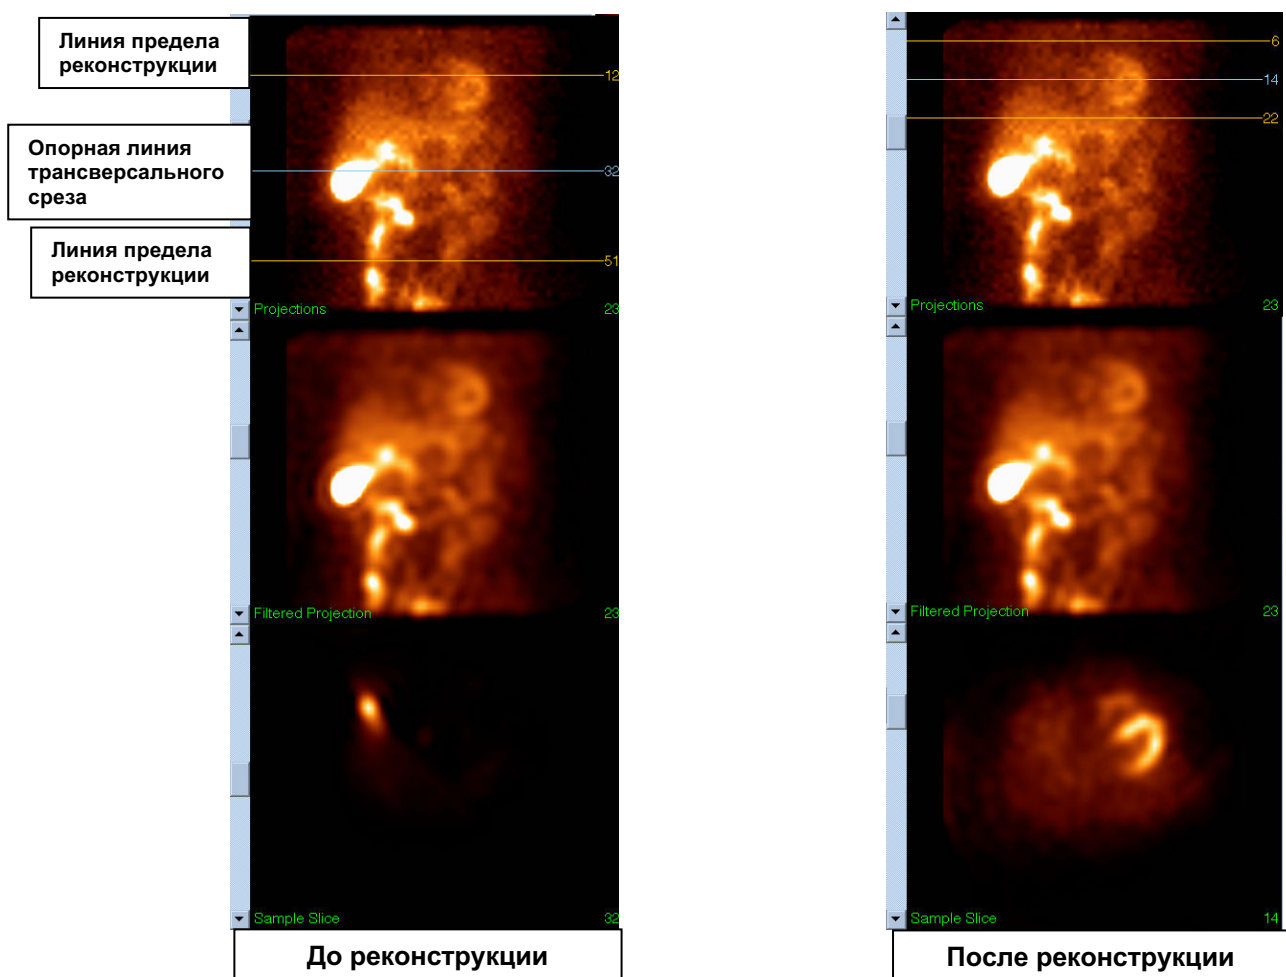 Линия предела
реконструкции
12
Опорная линия
трансверсального
среза
32
Линия предела
реконструкции
51
Projections 23
Filtered Projection 23
Sample Slice 32
До реконструкции
6
14
22
Projections 23
Filtered Projection 23
Sample Slice 14
После реконструкции